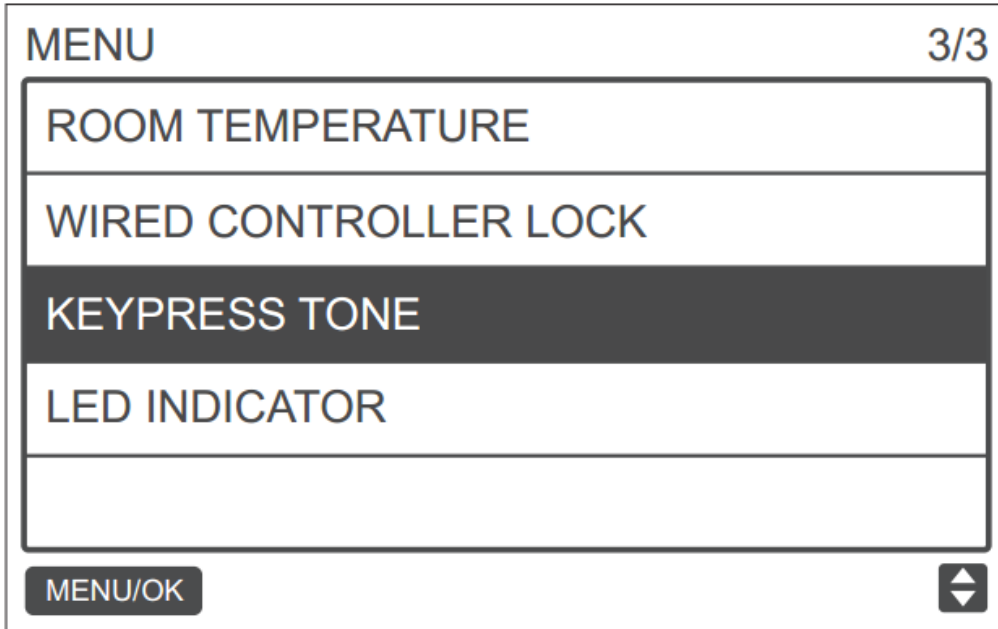 MENU 3/3
ROOM TEMPERATURE
WIRED CONTROLLER LOCK
KEYPRESS TONE
LED INDICATOR
MENU/OK